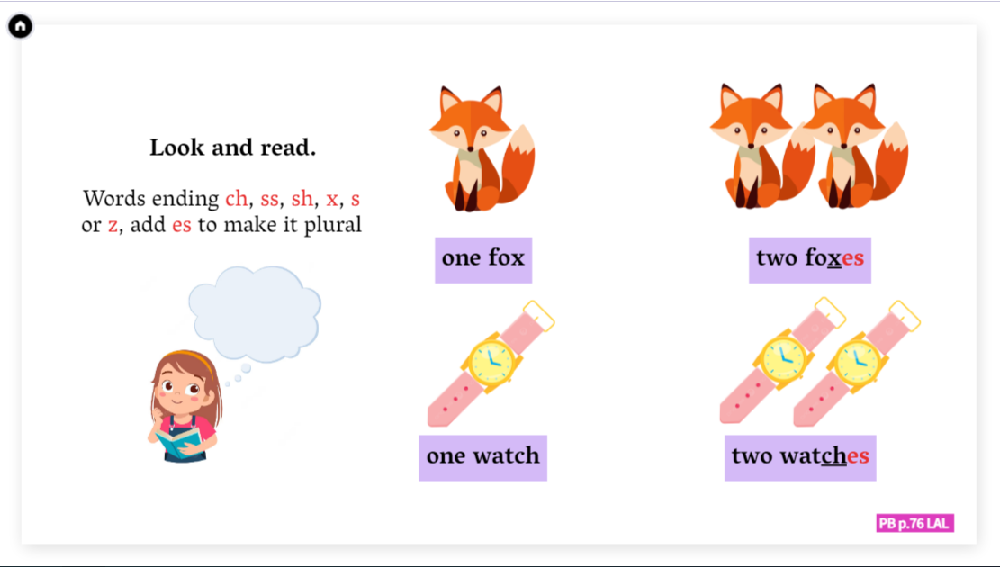 Look and read.
Words ending ch, ss, sh, x, s
or z, add es to make it plural
one fox
two foxes
one watch
two watches
PB p.76 LAL